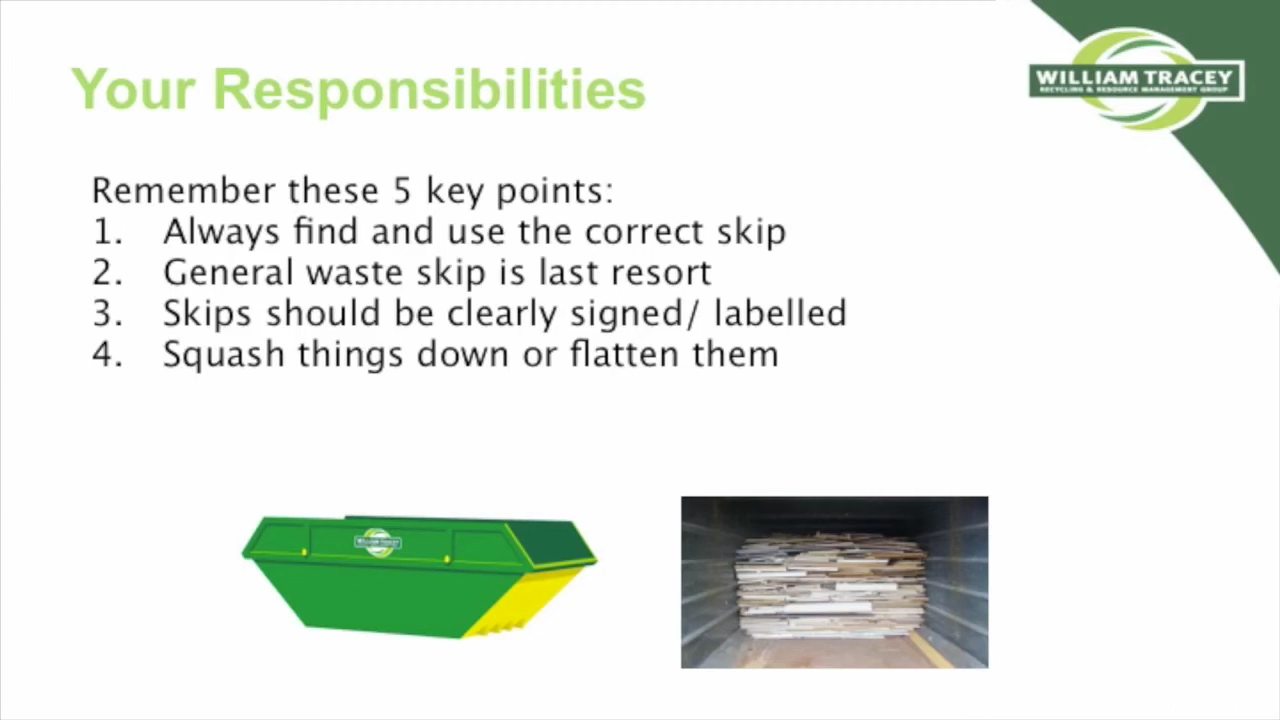 Your Responsibilities
WILLIAM TRACEY
RECYCLING & RESOURCE MANAGEMENT GROUP
Remember these 5 key points:
1. Always find and use the correct skip
2. General waste skip is last resort
3. Skips should be clearly signed/ labelled
4. Squash things down or flatten them
WILLIAM TRACEY